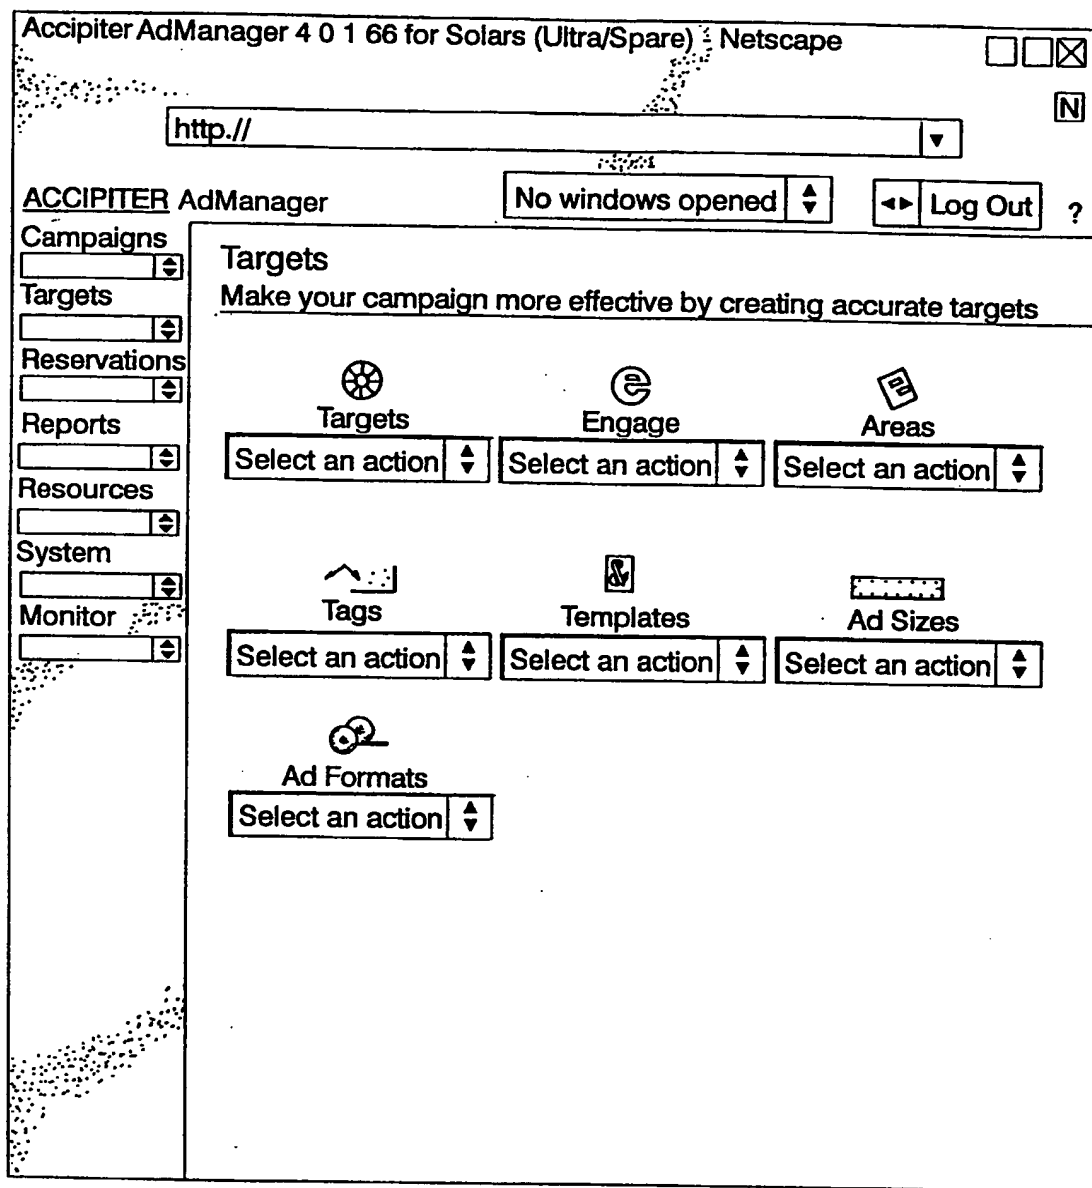 Accipiter AdManager 4 0 1 66 for Solars (Ultra/Spare) - Netscape
N
http.//
ACCIPITER AdManager
No windows opened
Log Out
?
Campaigns
Targets
Reservations
Reports
Resources
System
Monitor
Targets
Make your campaign more effective by creating accurate targets
e
Targets Engage Areas
Select an action Select an action Select an action
Tags Templates Ad Sizes
Select an action Select an action Select an action
Ad Formats
Select an action